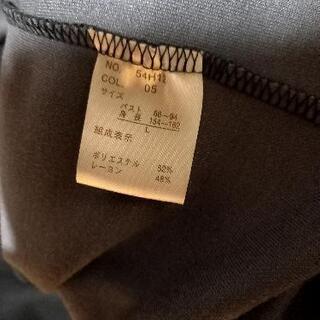 NO. 54H12
COL. 05
サイズ
バスト 86―94
身長 154―162
L
組成表示
ポリエステル 52%
レーヨン 48%